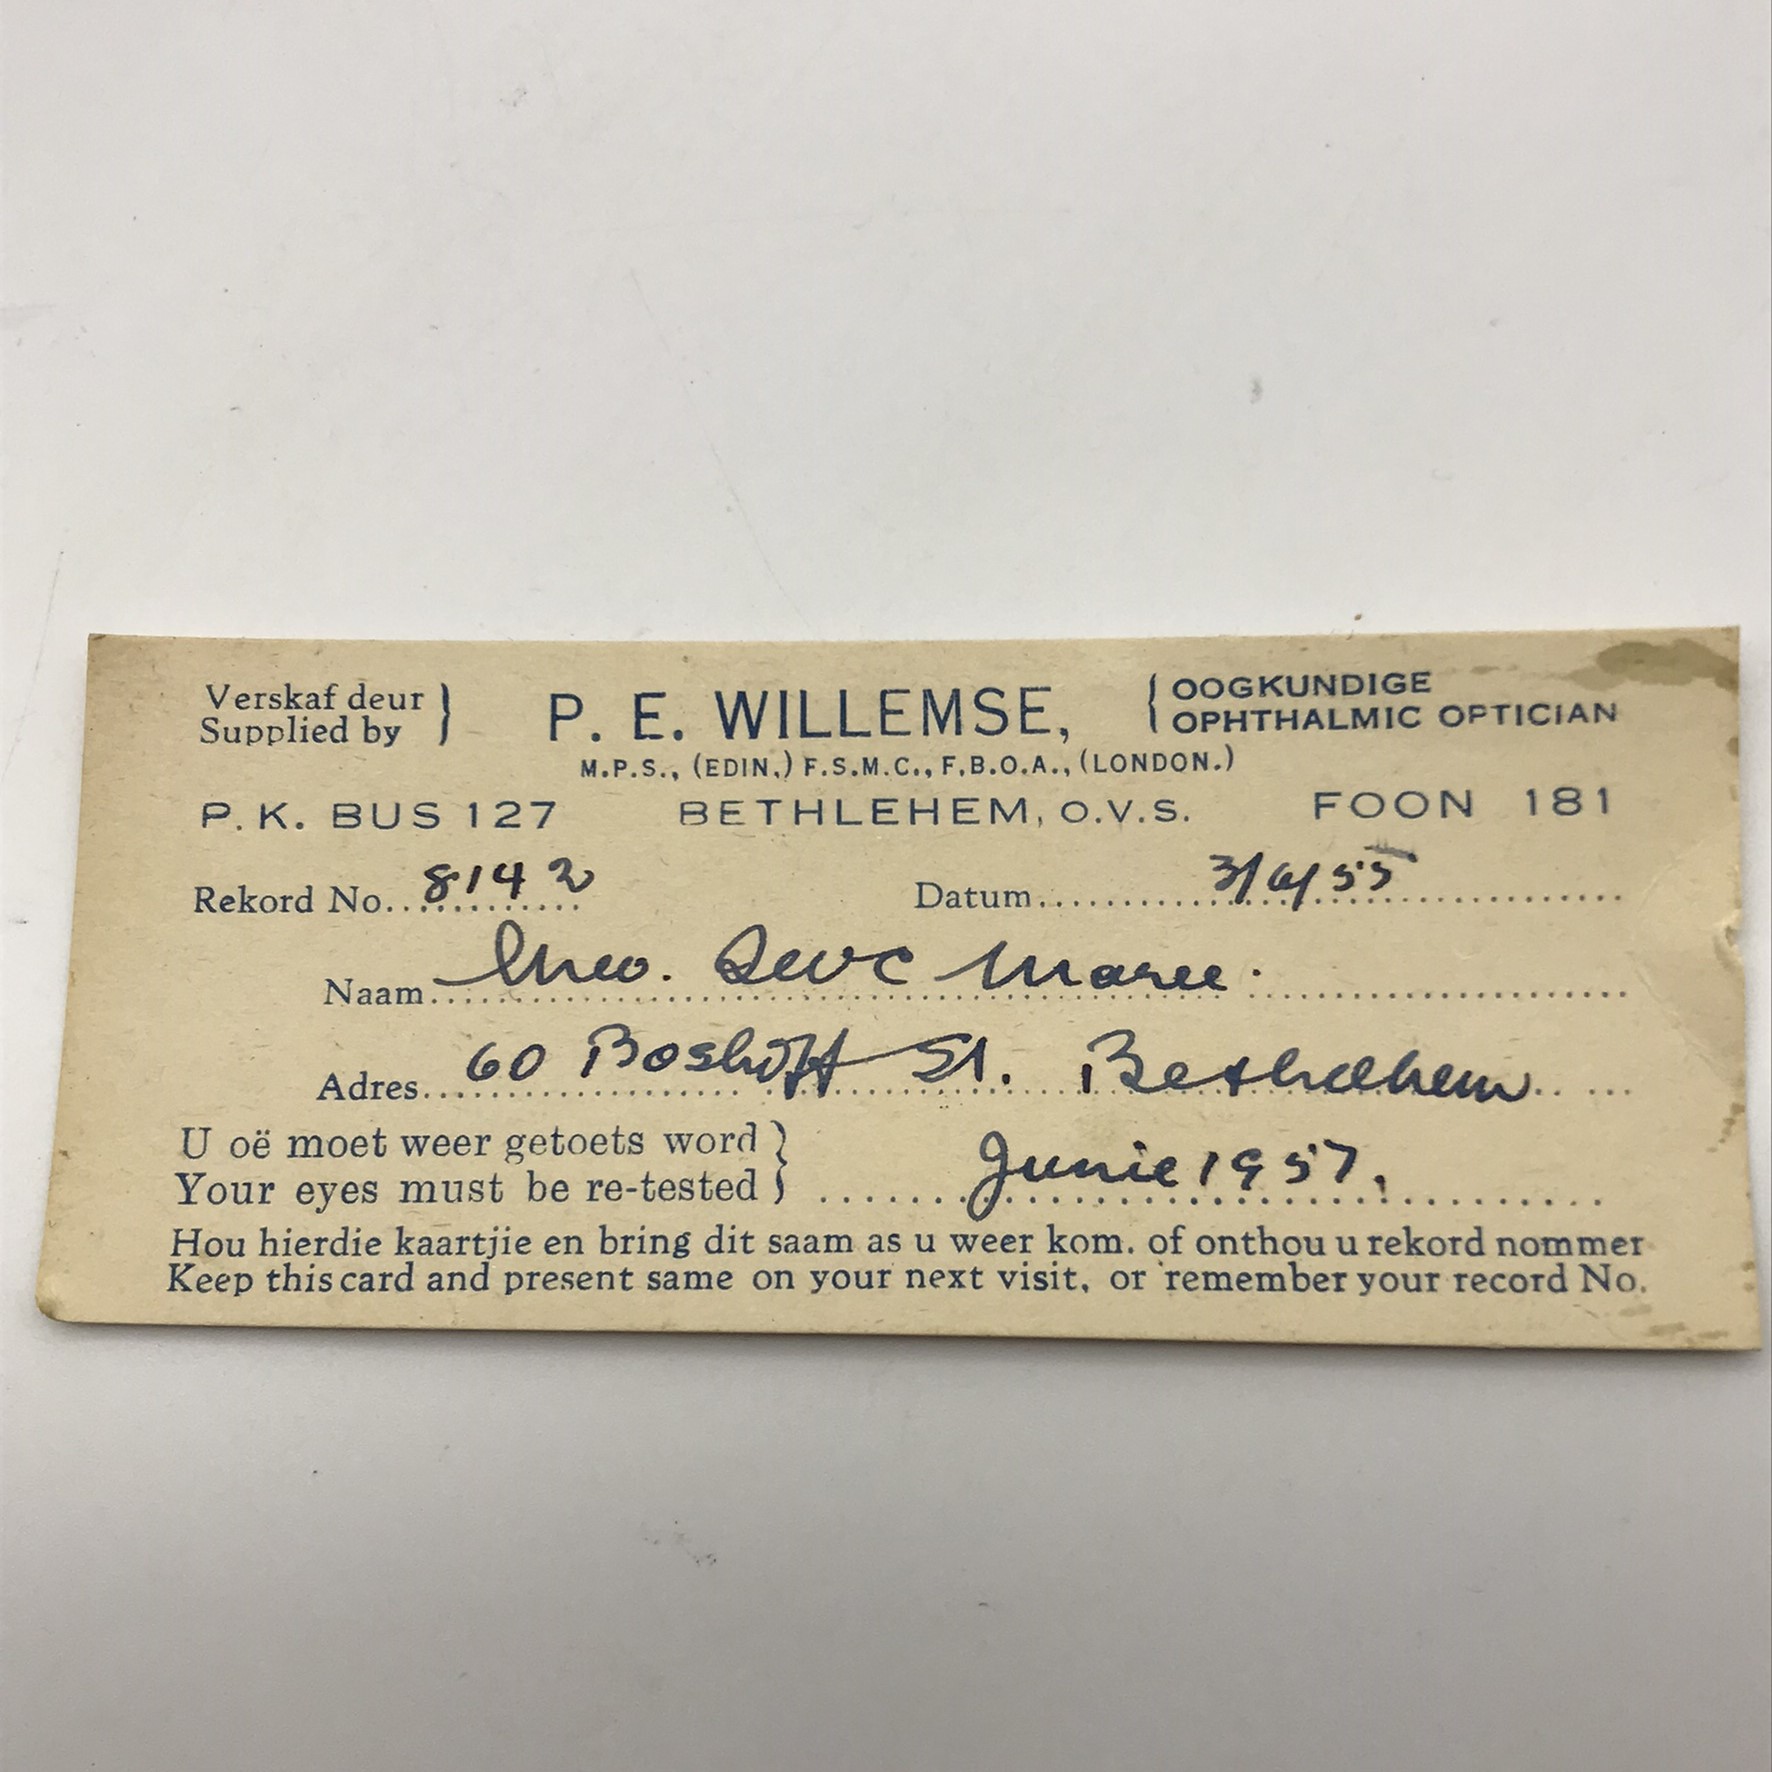 Verskaf deur } P. E. WILLEMSE, { OOGKUNDIGE
Supplied by OPHTHALMIC OPTICIAN
M.P.S., (EDIN.) F.S.M.C., F.B.O.A., (LONDON.)
P.K. BUS 127 BETHLEHEM, O.V.S. FOON 181
Rekord No. 8142 Datum 3/6/55
Naam Mev. Maree.
Adres 60 Boshoff St. Bethlehem
U oë moet weer getoets word }
Your eyes must be re-tested Junie 1957.
Hou hierdie kaartjie en bring dit saam as u weer kom. of onthou u rekord nommer
Keep this card and present same on your next visit, or remember your record No.